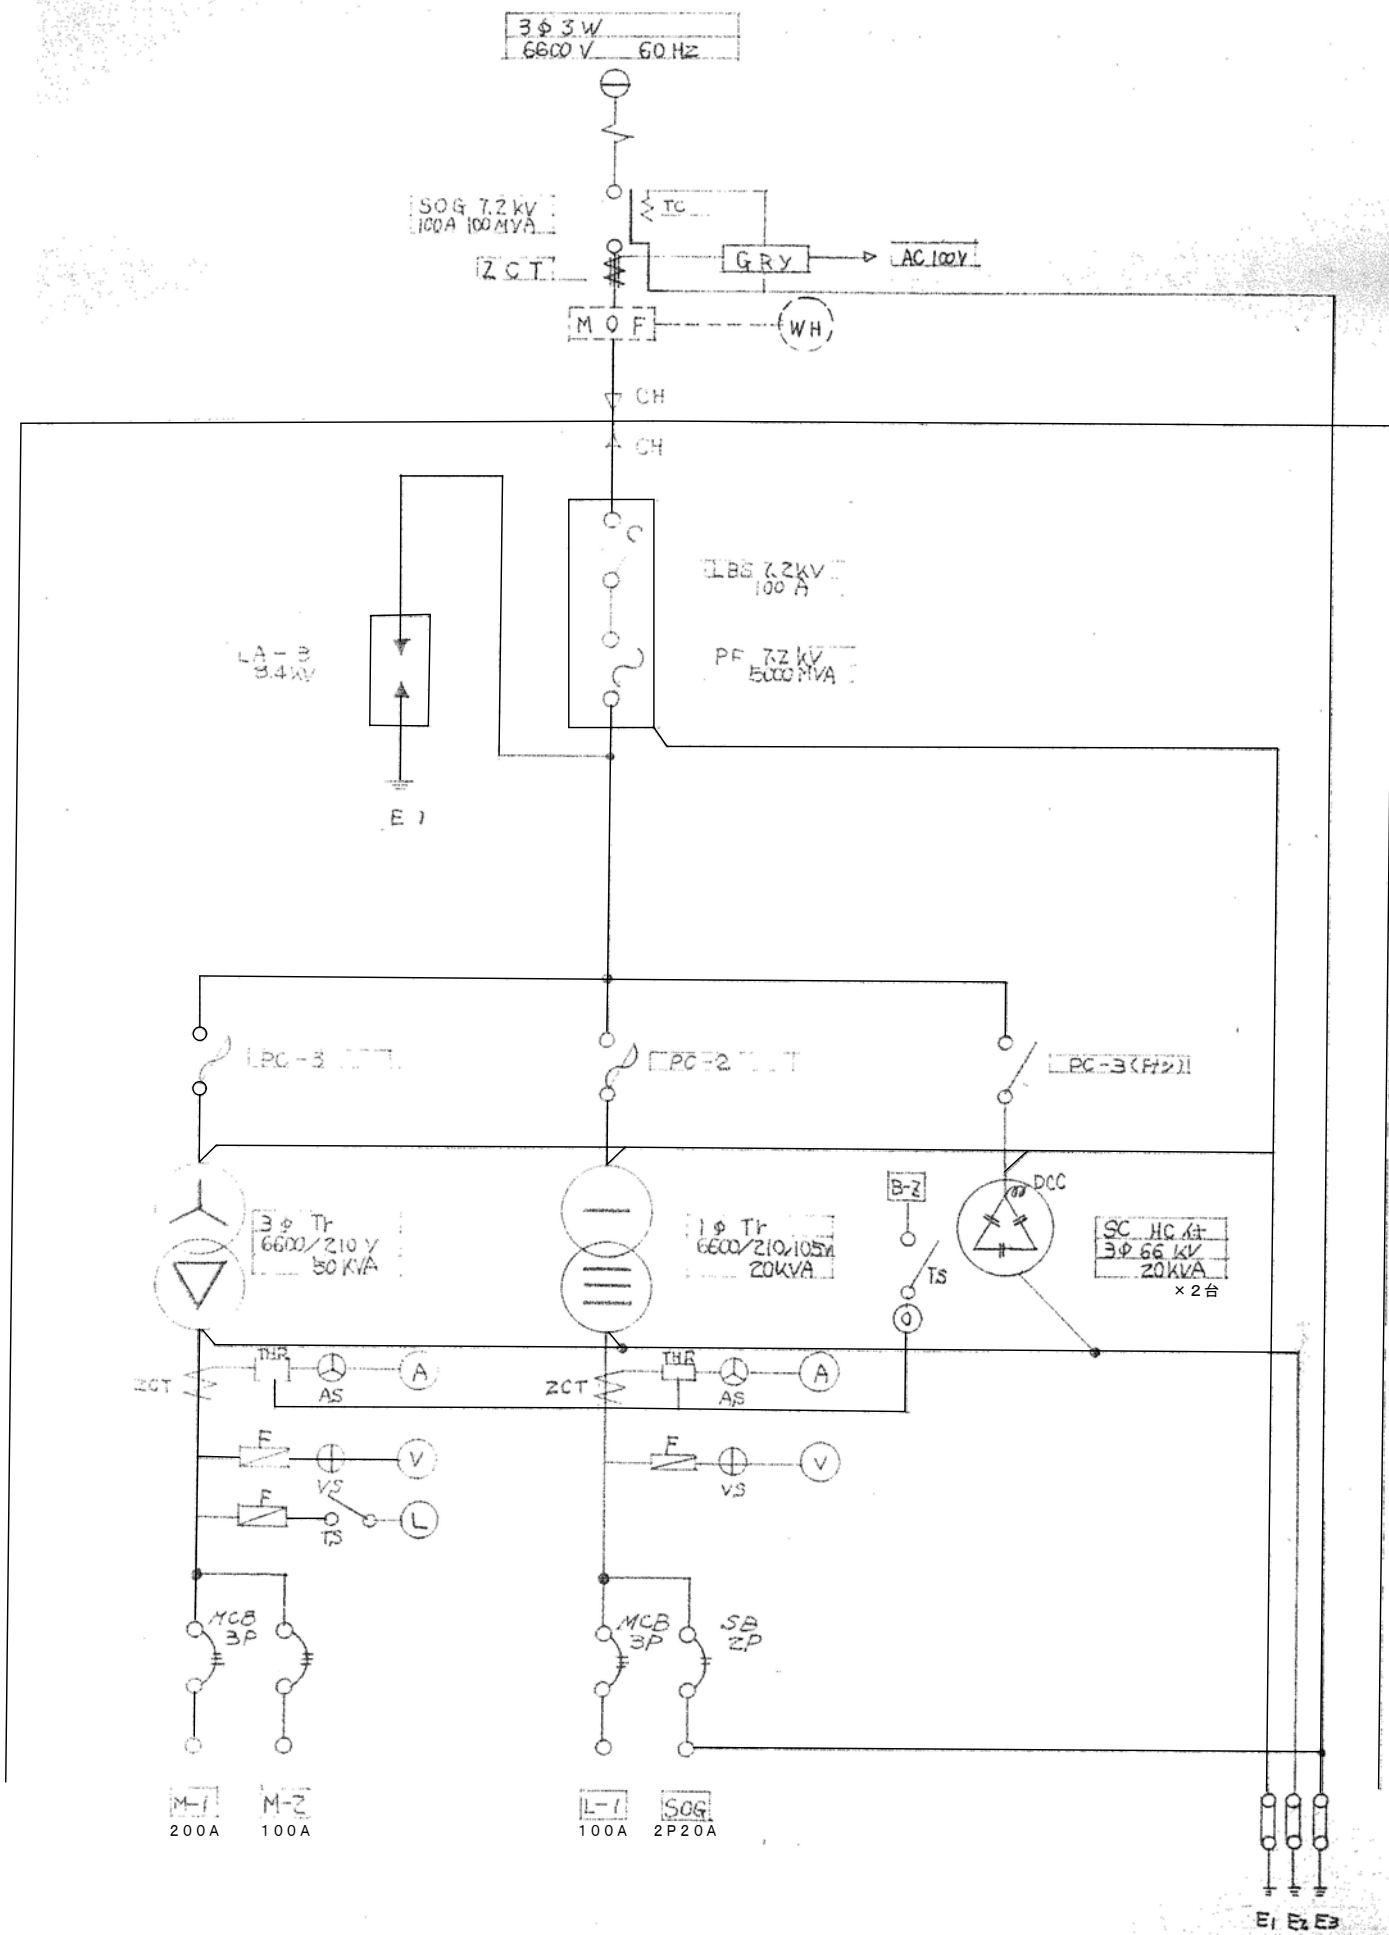 3φ3W
6600V 60Hz
SOG 7.2kV
100A 100MVA
TC
ZCT
GRY
AC100V
MOF
WH
CH
CH
LBS 7.2kV
100A
LA-3
8.4kV
PF 7.2kV
5000MVA
E1
PC-3
PC-2
PC-3
B-Z
DCC
3φ Tr
6600/210V
50KVA
1φ Tr
6600/210,105V
20KVA
TS
SC HC付
3φ 66kV
20KVA
×2台
THR
A
AS
ZCT
THR
A
AS
ZCT
F
V
VS
F
V
VS
F
L
TS
MCB
3P
MCB
3P
SB
2P
M-1
M-2
L-1
SOG
200A
100A
100A
2P20A
E1 E2 E3